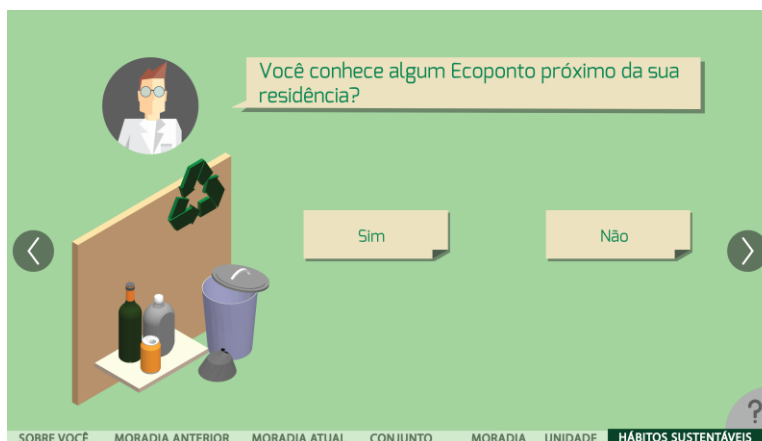 Você conhece algum Ecoponto próximo da sua
residência?
Sim
Não
?
SOBRE VOCÊ MORADIA ANTERIOR MORADIA ATUAL CONJUNTO MORADIA UNIDADE HÁBITOS SUSTENTÁVEIS